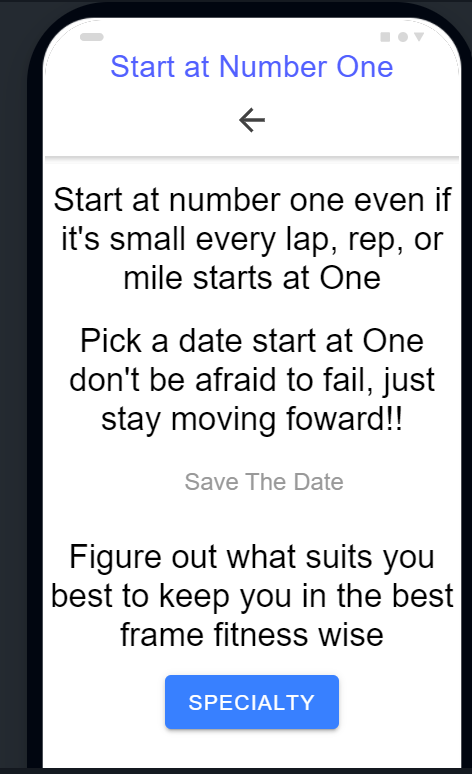 Start at Number One
Start at number one even if
it's small every lap, rep, or
mile starts at One
Pick a date start at One
don't be afraid to fail, just
stay moving foward!!
Save The Date
Figure out what suits you
best to keep you in the best
frame fitness wise
SPECIALTY